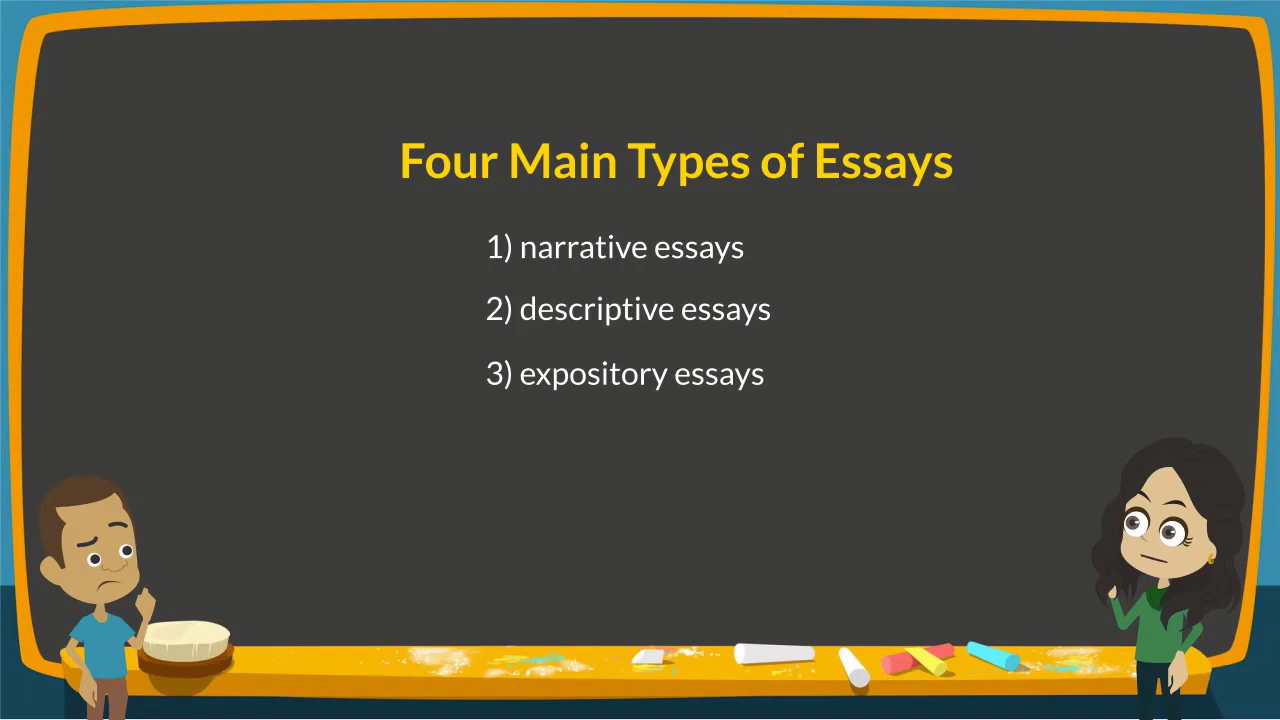 Four Main Types of Essays
1) narrative essays
2) descriptive essays
3) expository essays